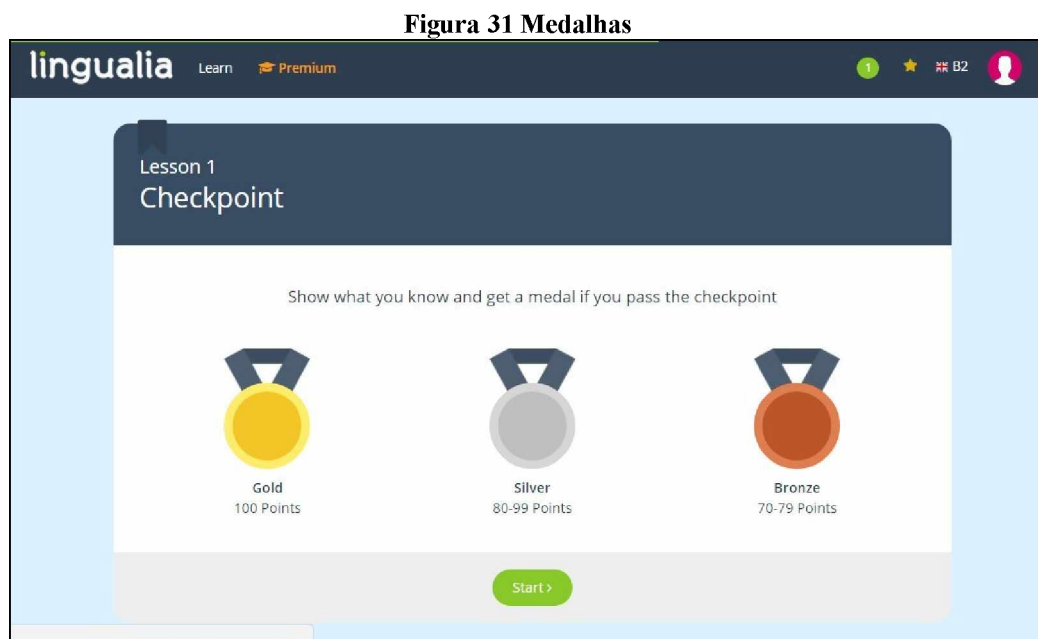 Figura 31 Medalhas
lingualia Learn Premium 1 B2
Lesson 1
Checkpoint
Show what you know and get a medal if you pass the checkpoint
Gold Silver Bronze
100 Points 80-99 Points 70-79 Points
Start >